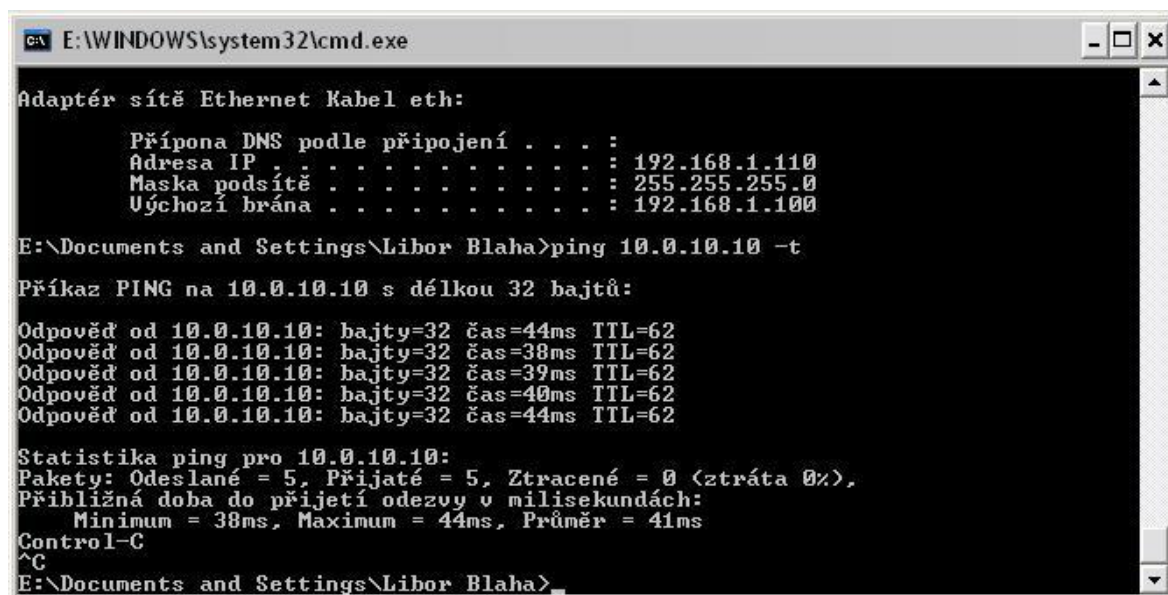 E:\WINDOWS\system32\cmd.exe
Adaptér sítě Ethernet Kabel eth:
Přípona DNS podle připojení . . . :
Adresa IP . . . . . . . . . . . . : 192.168.1.110
Maska podsítě . . . . . . . . . . : 255.255.255.0
Výchozí brána . . . . . . . . . . : 192.168.1.100
E:\Documents and Settings\Libor Blaha>ping 10.0.10.10 -t
Příkaz PING na 10.0.10.10 s délkou 32 bajtů:
Odpověď od 10.0.10.10: bajty=32 čas=44ms TTL=62
Odpověď od 10.0.10.10: bajty=32 čas=38ms TTL=62
Odpověď od 10.0.10.10: bajty=32 čas=39ms TTL=62
Odpověď od 10.0.10.10: bajty=32 čas=40ms TTL=62
Odpověď od 10.0.10.10: bajty=32 čas=44ms TTL=62
Statistika ping pro 10.0.10.10:
Pakety: Odeslané = 5, Přijaté = 5, Ztracené = 0 (ztráta 0%),
Přibližná doba do přijetí odezvy v milisekundách:
Minimum = 38ms, Maximum = 44ms, Průměr = 41ms
Control-C
^C
E:\Documents and Settings\Libor Blaha>_